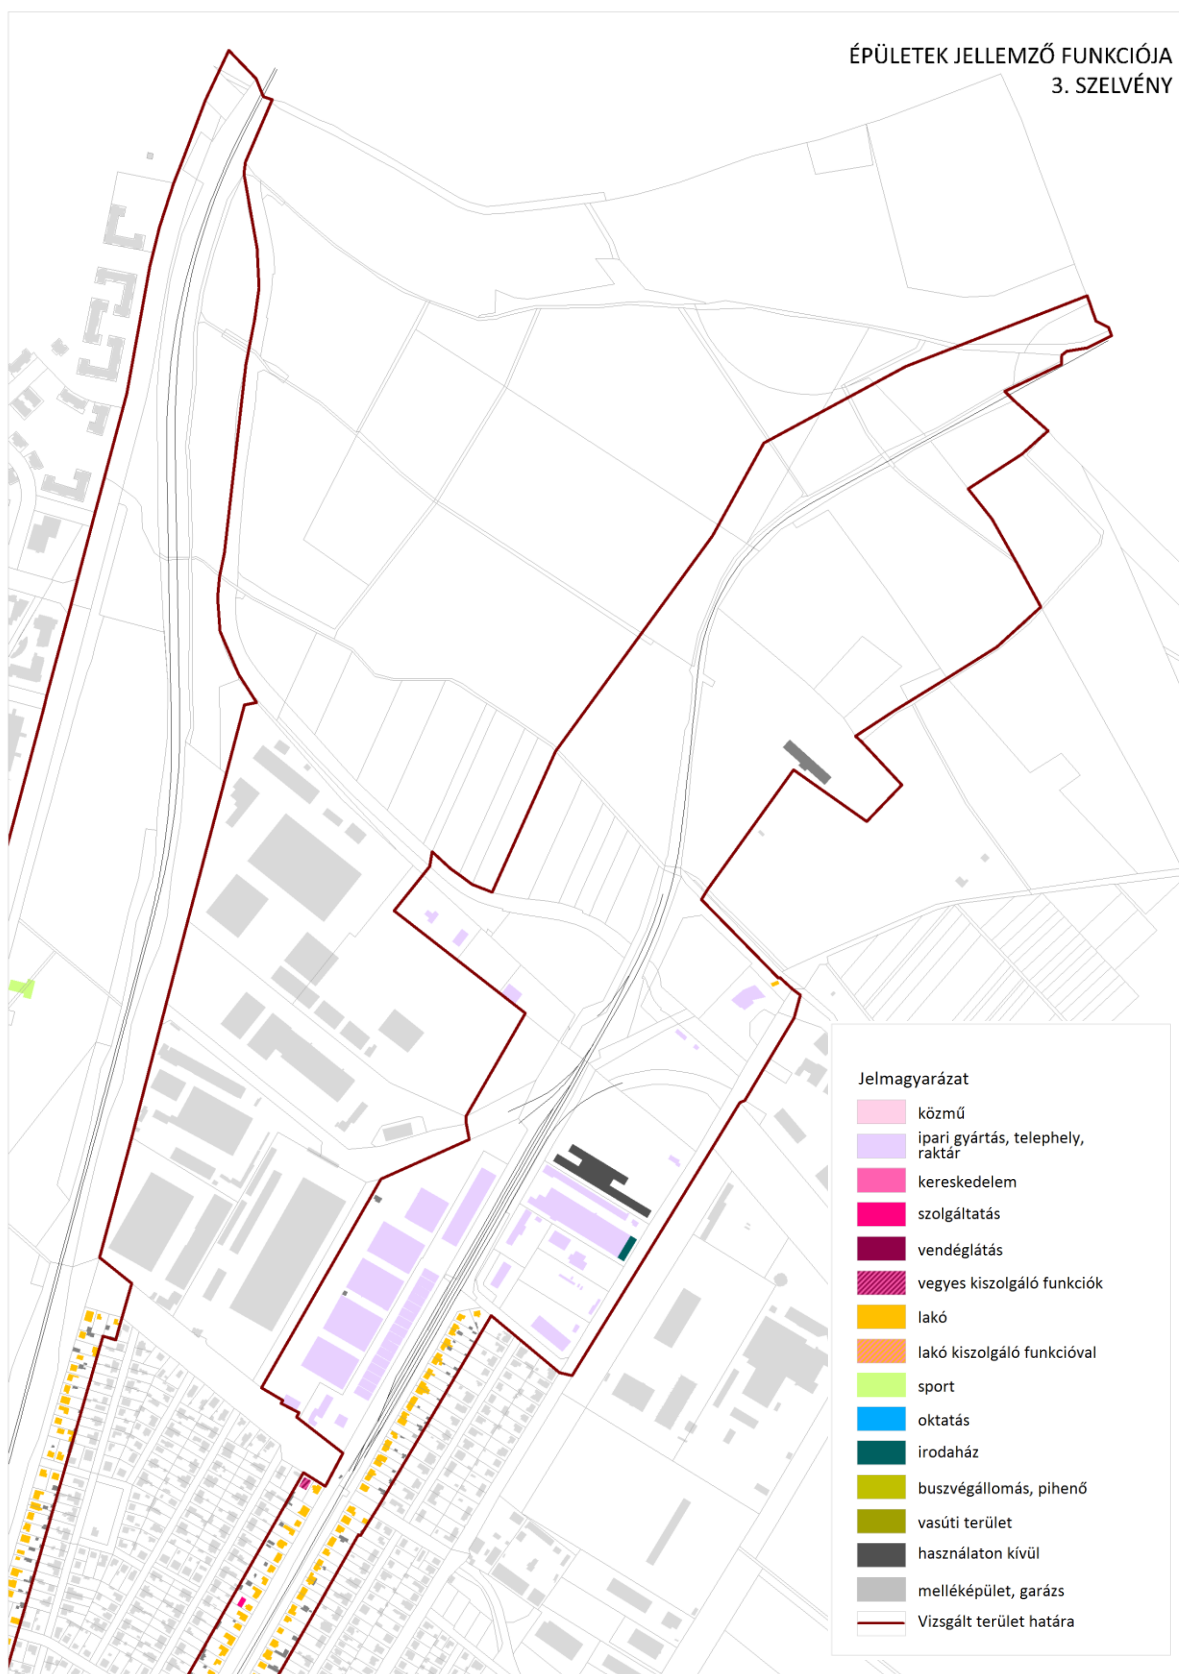 ÉPÜLETEK JELLEMZŐ FUNKCIÓJA
3. SZELVÉNY
Jelmagyarázat
közmű
ipari gyártás, telephely,
raktár
kereskedelem
szolgáltatás
vendéglátás
vegyes kiszolgáló funkciók
lakó
lakó kiszolgáló funkcióval
sport
oktatás
irodaház
buszvégállomás, pihenő
vasúti terület
használaton kívül
melléképület, garázs
Vizsgált terület határa